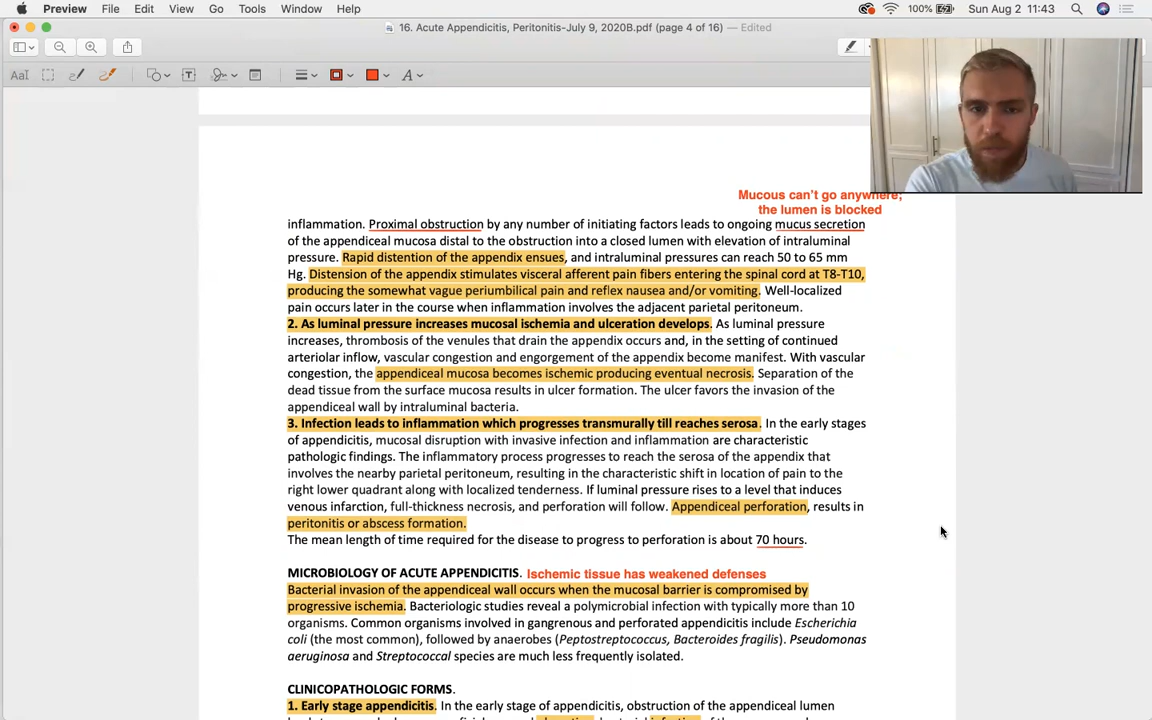 Preview File Edit View Go Tools Window Help 100% Sun Aug 2 11:43
16. Acute Appendicitis, Peritonitis-July 9, 2020B.pdf (page 4 of 16) — Edited
AaI T A
Mucous can't go anywhere;
the lumen is blocked
inflammation. Proximal obstruction by any number of initiating factors leads to ongoing mucus secretion
of the appendiceal mucosa distal to the obstruction into a closed lumen with elevation of intraluminal
pressure. Rapid distention of the appendix ensues, and intraluminal pressures can reach 50 to 65 mm
Hg. Distension of the appendix stimulates visceral afferent pain fibers entering the spinal cord at T8-T10,
producing the somewhat vague periumbilical pain and reflex nausea and/or vomiting. Well-localized
pain occurs later in the course when inflammation involves the adjacent parietal peritoneum.
2. As luminal pressure increases mucosal ischemia and ulceration develops. As luminal pressure
increases, thrombosis of the venules that drain the appendix occurs and, in the setting of continued
arteriolar inflow, vascular congestion and engorgement of the appendix become manifest. With vascular
congestion, the appendiceal mucosa becomes ischemic producing eventual necrosis. Separation of the
dead tissue from the surface mucosa results in ulcer formation. The ulcer favors the invasion of the
appendiceal wall by intraluminal bacteria.
3. Infection leads to inflammation which progresses transmurally till reaches serosa. In the early stages
of appendicitis, mucosal disruption with invasive infection and inflammation are characteristic
pathologic findings. The inflammatory process progresses to reach the serosa of the appendix that
involves the nearby parietal peritoneum, resulting in the characteristic shift in location of pain to the
right lower quadrant along with localized tenderness. If luminal pressure rises to a level that induces
venous infarction, full-thickness necrosis, and perforation will follow. Appendiceal perforation, results in
peritonitis or abscess formation.
The mean length of time required for the disease to progress to perforation is about 70 hours.
MICROBIOLOGY OF ACUTE APPENDICITIS. Ischemic tissue has weakened defenses
Bacterial invasion of the appendiceal wall occurs when the mucosal barrier is compromised by
progressive ischemia. Bacteriologic studies reveal a polymicrobial infection with typically more than 10
organisms. Common organisms involved in gangrenous and perforated appendicitis include Escherichia
coli (the most common), followed by anaerobes (Peptostreptococcus, Bacteroides fragilis). Pseudomonas
aeruginosa and Streptococcal species are much less frequently isolated.
CLINICOPATHOLOGIC FORMS.
1. Early stage appendicitis. In the early stage of appendicitis, obstruction of the appendiceal lumen